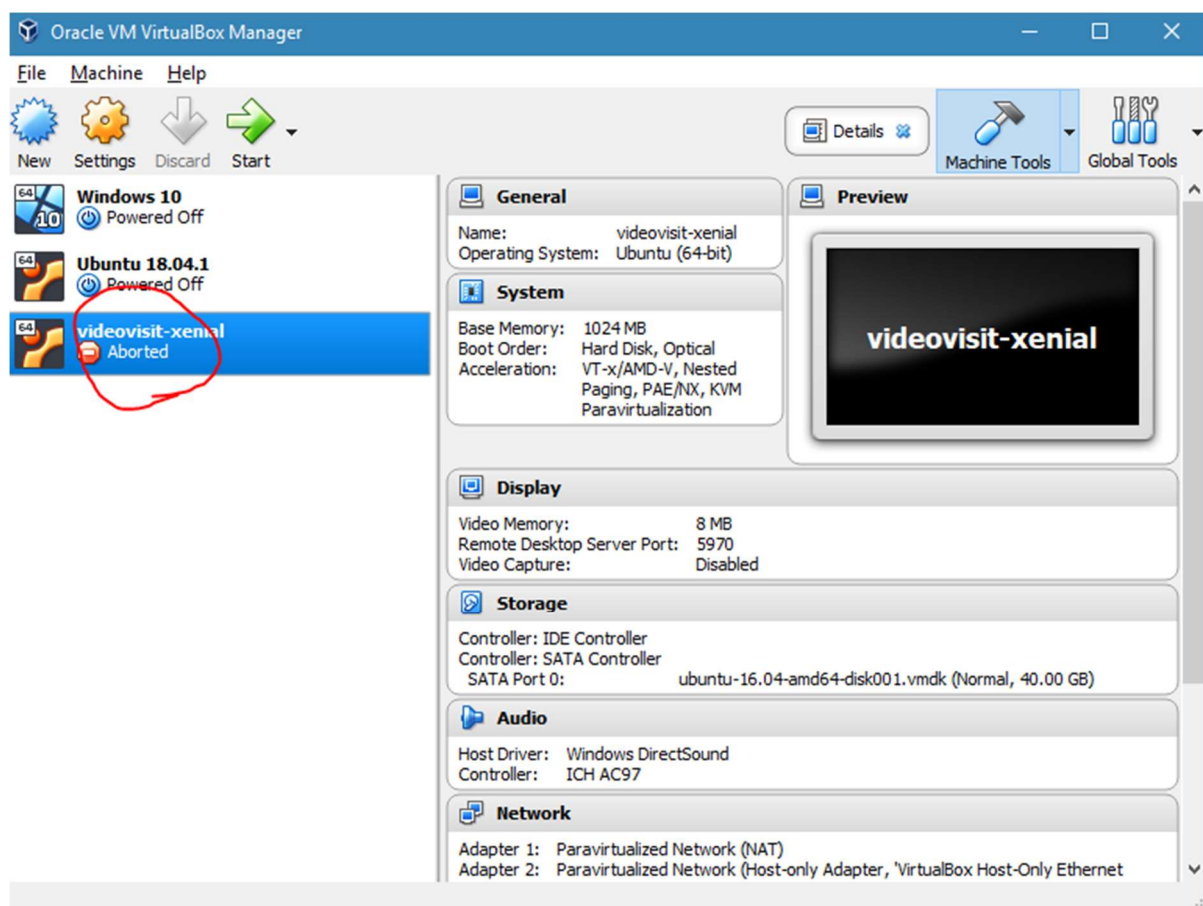 Oracle VM VirtualBox Manager
File Machine Help
New Settings Discard Start
Details
Machine Tools
Global Tools
64
10
Windows 10
Powered Off
64
Ubuntu 18.04.1
Powered Off
64
videovisit-xenial
Aborted
General
Name: videovisit-xenial
Operating System: Ubuntu (64-bit)
System
Base Memory: 1024 MB
Boot Order: Hard Disk, Optical
Acceleration: VT-x/AMD-V, Nested
Paging, PAE/NX, KVM
Paravirtualization
Preview
videovisit-xenial
Display
Video Memory: 8 MB
Remote Desktop Server Port: 5970
Video Capture: Disabled
Storage
Controller: IDE Controller
Controller: SATA Controller
SATA Port 0: ubuntu-16.04-amd64-disk001.vmdk (Normal, 40.00 GB)
Audio
Host Driver: Windows DirectSound
Controller: ICH AC97
Network
Adapter 1: Paravirtualized Network (NAT)
Adapter 2: Paravirtualized Network (Host-only Adapter, 'VirtualBox Host-Only Ethernet